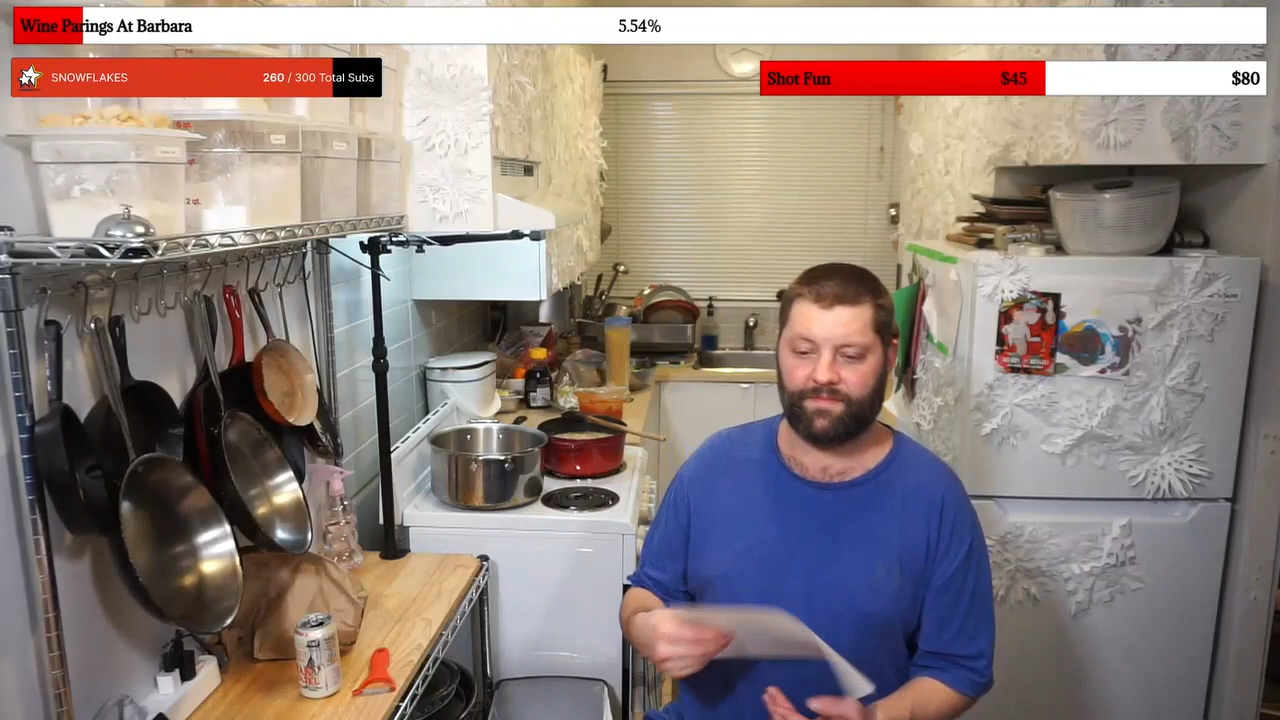 Wine Parings At Barbara
5.54%
SNOWFLAKES
260 / 300 Total Subs
Shot Fun
$45
$80